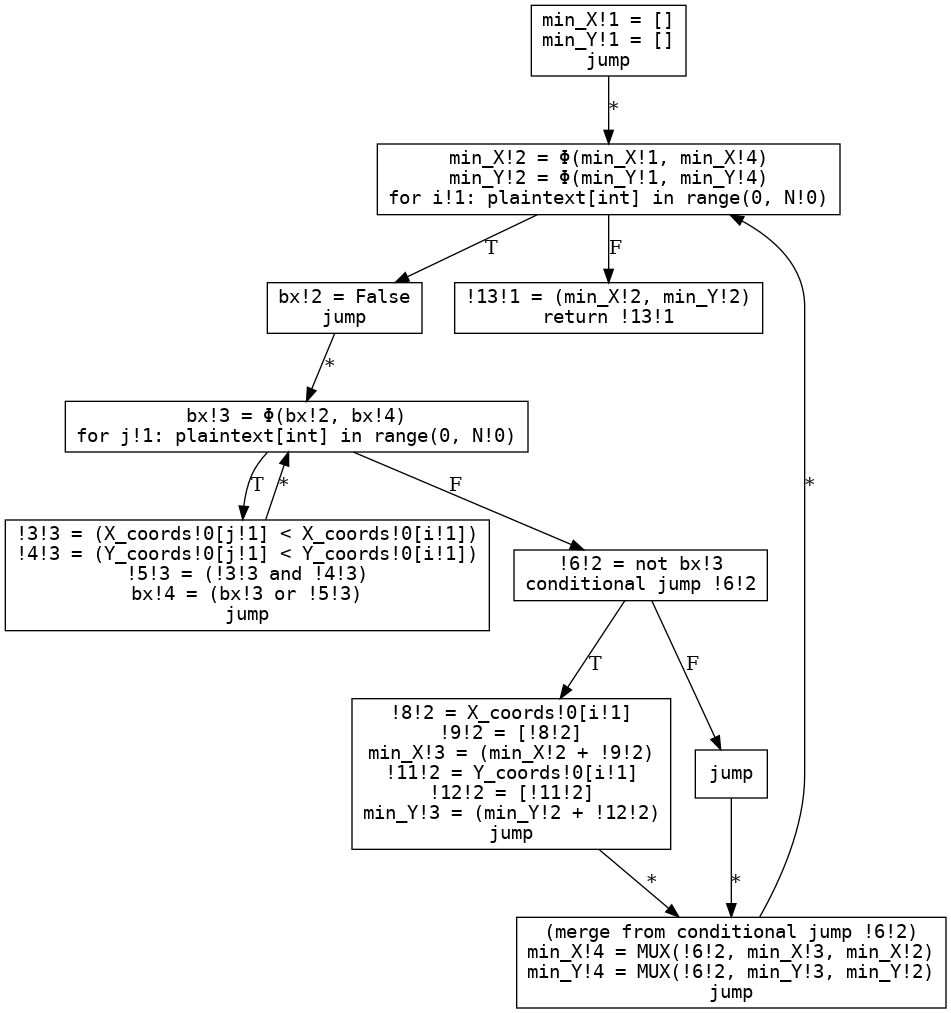 min_X!1 = []
min_Y!1 = []
jump
*
min_X!2 = Φ(min_X!1, min_X!4)
min_Y!2 = Φ(min_Y!1, min_Y!4)
for i!1: plaintext[int] in range(0, N!0)
T
F
bx!2 = False
jump
!13!1 = (min_X!2, min_Y!2)
return !13!1
*
bx!3 = Φ(bx!2, bx!4)
for j!1: plaintext[int] in range(0, N!0)
T
*
F
*
!3!3 = (X_coords!0[j!1] < X_coords!0[i!1])
!4!3 = (Y_coords!0[j!1] < Y_coords!0[i!1])
!5!3 = (!3!3 and !4!3)
bx!4 = (bx!3 or !5!3)
jump
!6!2 = not bx!3
conditional jump !6!2
T
F
!8!2 = X_coords!0[i!1]
!9!2 = [!8!2]
min_X!3 = (min_X!2 + !9!2)
!11!2 = Y_coords!0[i!1]
!12!2 = [!11!2]
min_Y!3 = (min_Y!2 + !12!2)
jump
jump
*
*
(merge from conditional jump !6!2)
min_X!4 = MUX(!6!2, min_X!3, min_X!2)
min_Y!4 = MUX(!6!2, min_Y!3, min_Y!2)
jump